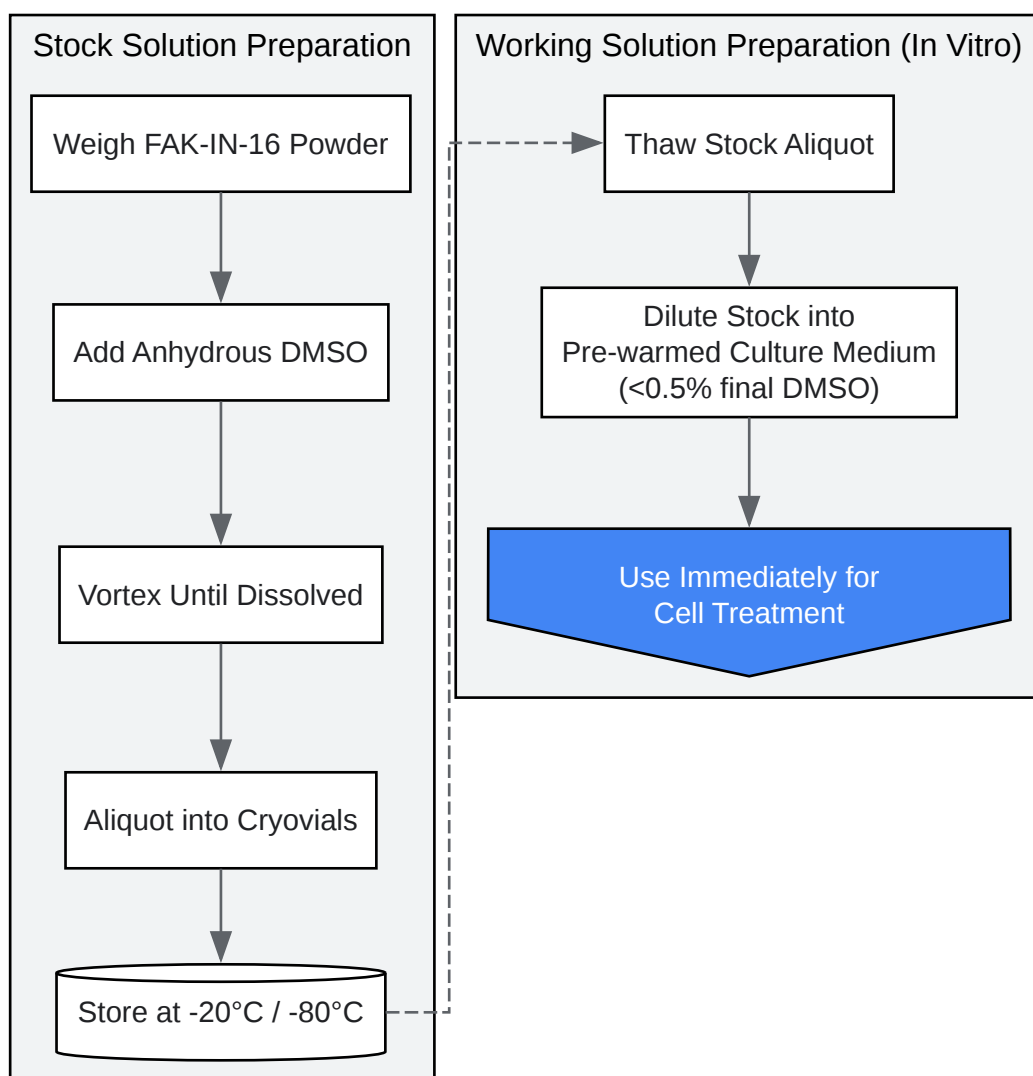 Stock Solution Preparation
Weigh FAK-IN-16 Powder
Add Anhydrous DMSO
Vortex Until Dissolved
Aliquot into Cryovials
Store at -20°C / -80°C
Working Solution Preparation (In Vitro)
Thaw Stock Aliquot
Dilute Stock into
Pre-warmed Culture Medium
(<0.5% final DMSO)
Use Immediately for
Cell Treatment